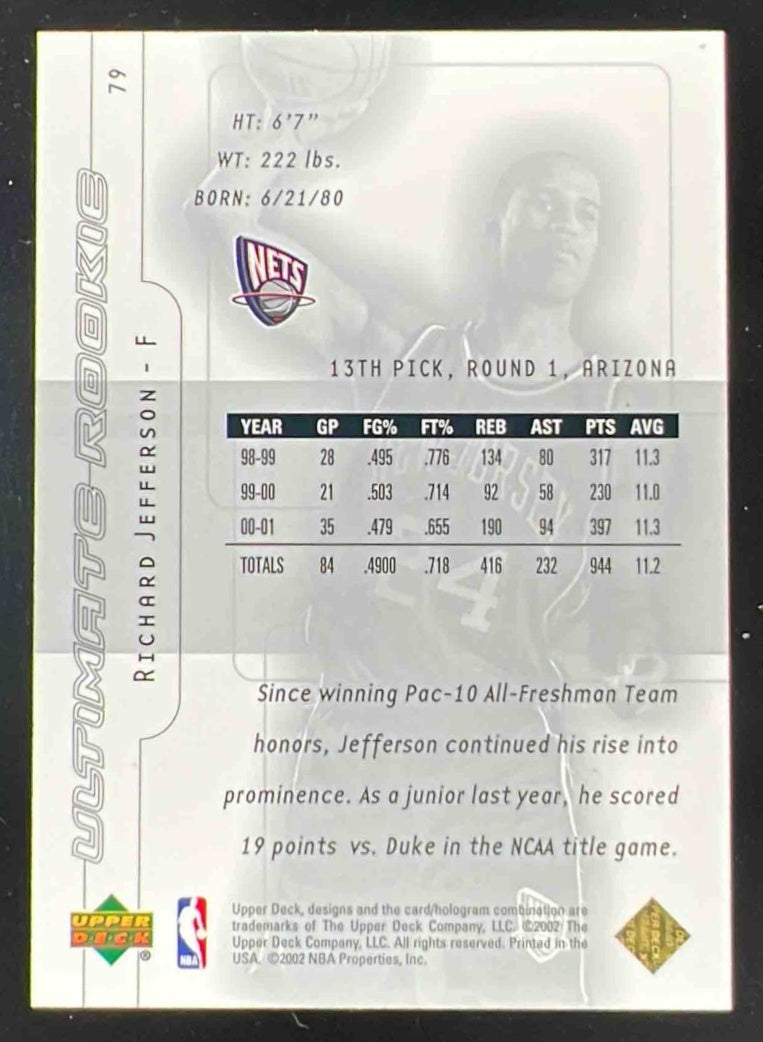 79
ULTIMATE ROOKIE
RICHARD JEFFERSON - F
HT: 6'7"
WT: 222 lbs.
BORN: 6/21/80
NETS
13TH PICK, ROUND 1, ARIZONA
YEAR GP FG% FT% REB AST PTS AVG
98-99 28 .495 .776 134 80 317 11.3
99-00 21 .503 .714 92 58 230 11.0
00-01 35 .479 .655 190 94 397 11.3
TOTALS 84 .4900 .718 416 232 944 11.2
Since winning Pac-10 All-Freshman Team
honors, Jefferson continued his rise into
prominence. As a junior last year, he scored
19 points vs. Duke in the NCAA title game.
UPPER
DECK
®
NBA
Upper Deck, designs and the card/hologram combination are
trademarks of The Upper Deck Company, LLC. ©2002 The
Upper Deck Company, LLC. All rights reserved. Printed in the
USA. ©2002 NBA Properties, Inc.